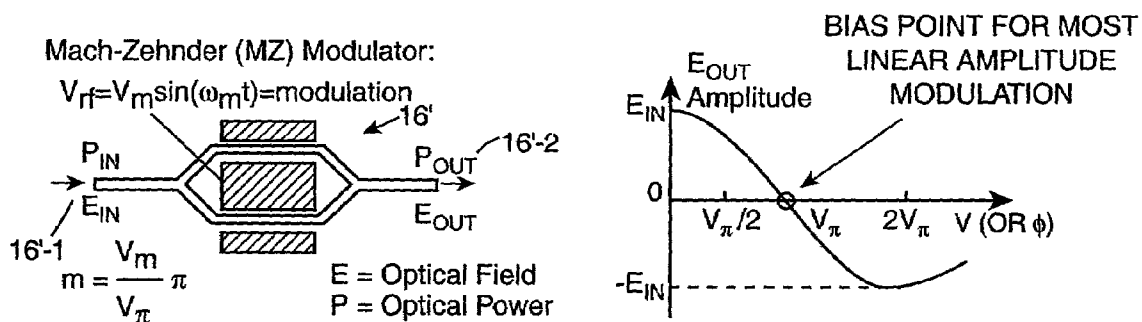 Mach-Zehnder (MZ) Modulator:
Vrf=Vmsin(ωmt)=modulation
16'
PIN
EIN
16'-1
POUT
16'-2
EOUT
m = Vm/Vπ π
E = Optical Field
P = Optical Power
BIAS POINT FOR MOST
LINEAR AMPLITUDE
MODULATION
EOUT
Amplitude
EIN
0
-EIN
Vπ/2
Vπ
2Vπ
V (OR ϕ)